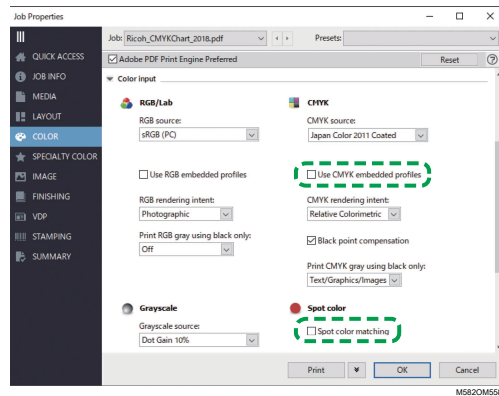 Job Properties
Job: Ricoh_CMYKChart_2018.pdf Presets:
QUICK ACCESS
JOB INFO
MEDIA
LAYOUT
COLOR
SPECIALTY COLOR
IMAGE
FINISHING
VDP
STAMPING
SUMMARY
Adobe PDF Print Engine Preferred Reset
Color input
RGB/Lab
RGB source:
sRGB (PC)
Use RGB embedded profiles
RGB rendering intent:
Photographic
Print RGB gray using black only:
Off
CMYK
CMYK source:
Japan Color 2011 Coated
Use CMYK embedded profiles
CMYK rendering intent:
Relative Colorimetric
Black point compensation
Print CMYK gray using black only:
Text/Graphics/Images
Grayscale
Grayscale source:
Dot Gain 10%
Spot color
Spot color matching
Print OK Cancel